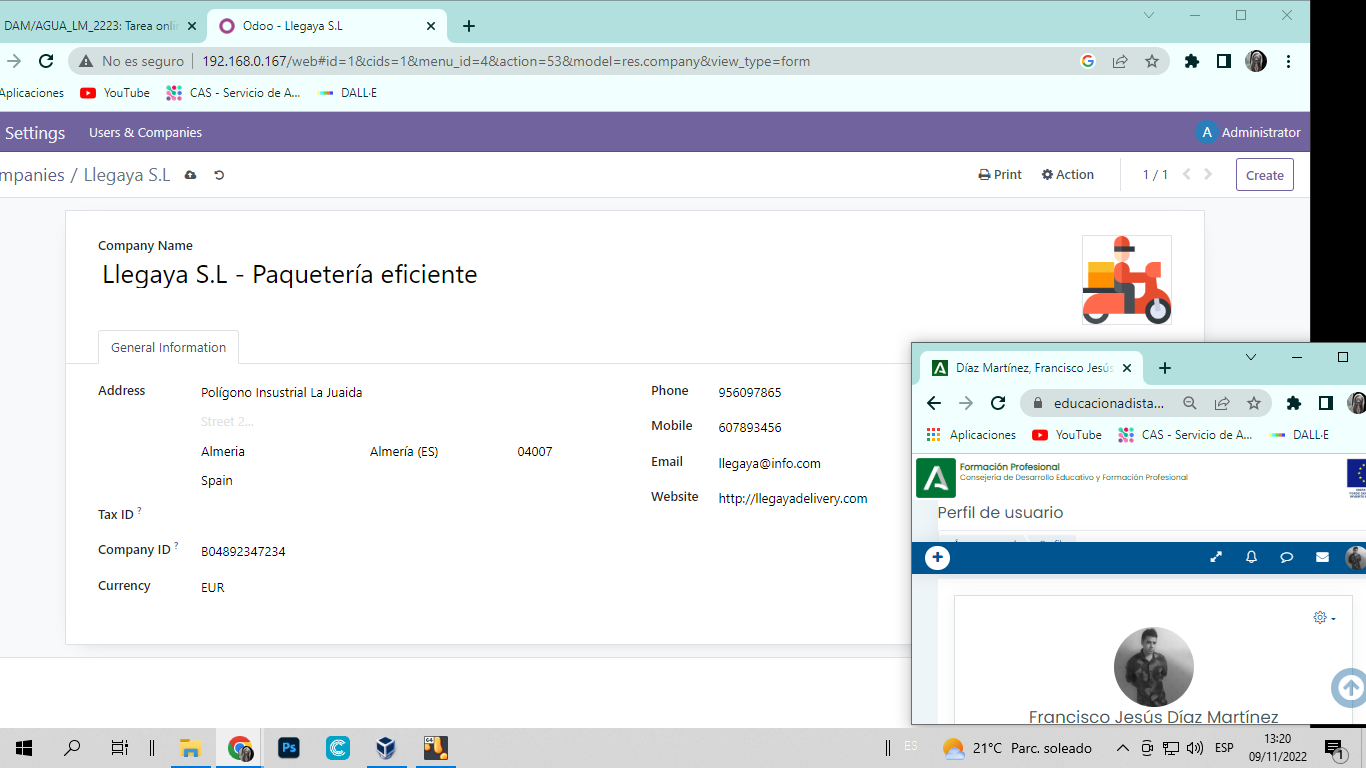 DAM/AGUA_LM_2223: Tarea onli
Odoo - Llegaya S.L
No es seguro
192.168.0.167/web#id=1&cids=1&menu_id=4&action=53&model=res.company&view_type=form
Aplicaciones
YouTube
CAS - Servicio de A...
DALL·E
Settings
Users & Companies
A
Administrator
mpanies / Llegaya S.L
Print
Action
1 / 1
Create
Company Name
Llegaya S.L - Paquetería eficiente
General Information
Address
Polígono Insustrial La Juaida
Street 2...
Almeria
Almería (ES)
04007
Spain
Tax ID ?
Company ID ?
B04892347234
Currency
EUR
Phone
956097865
Mobile
607893456
Email
llegaya@info.com
Website
http://llegayadelivery.com
Díaz Martínez, Francisco Jesús
educacionadista...
Aplicaciones
YouTube
CAS - Servicio de A...
DALL·E
Formación Profesional
Consejería de Desarrollo Educativo y Formación Profesional
Perfil de usuario
Francisco Jesús Díaz Martínez
Ps
64
ES
21°C Parc. soleado
ESP
13:20
09/11/2022
1